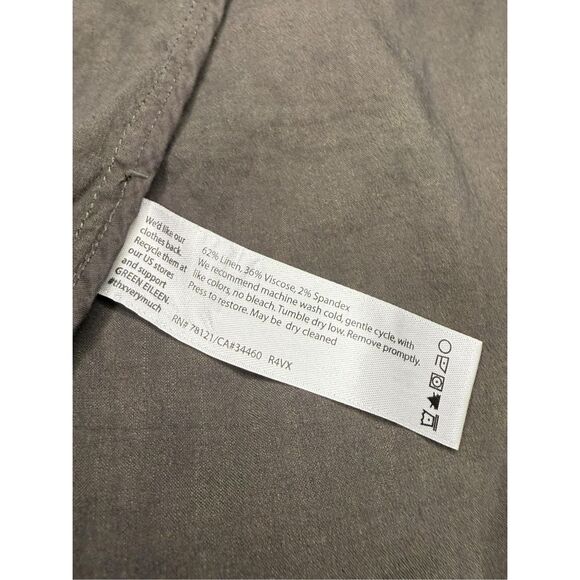 We'd like our
clothes back.
Recycle them at
our US stores
and support
GREEN EILEEN.
#thxverymuch
62% Linen, 36% Viscose, 2% Spandex
We recommend machine wash cold, gentle cycle, with
like colors, no bleach. Tumble dry low. Remove promptly.
Press to restore. May be dry cleaned
RN# 78121/CA#34460 R4VX